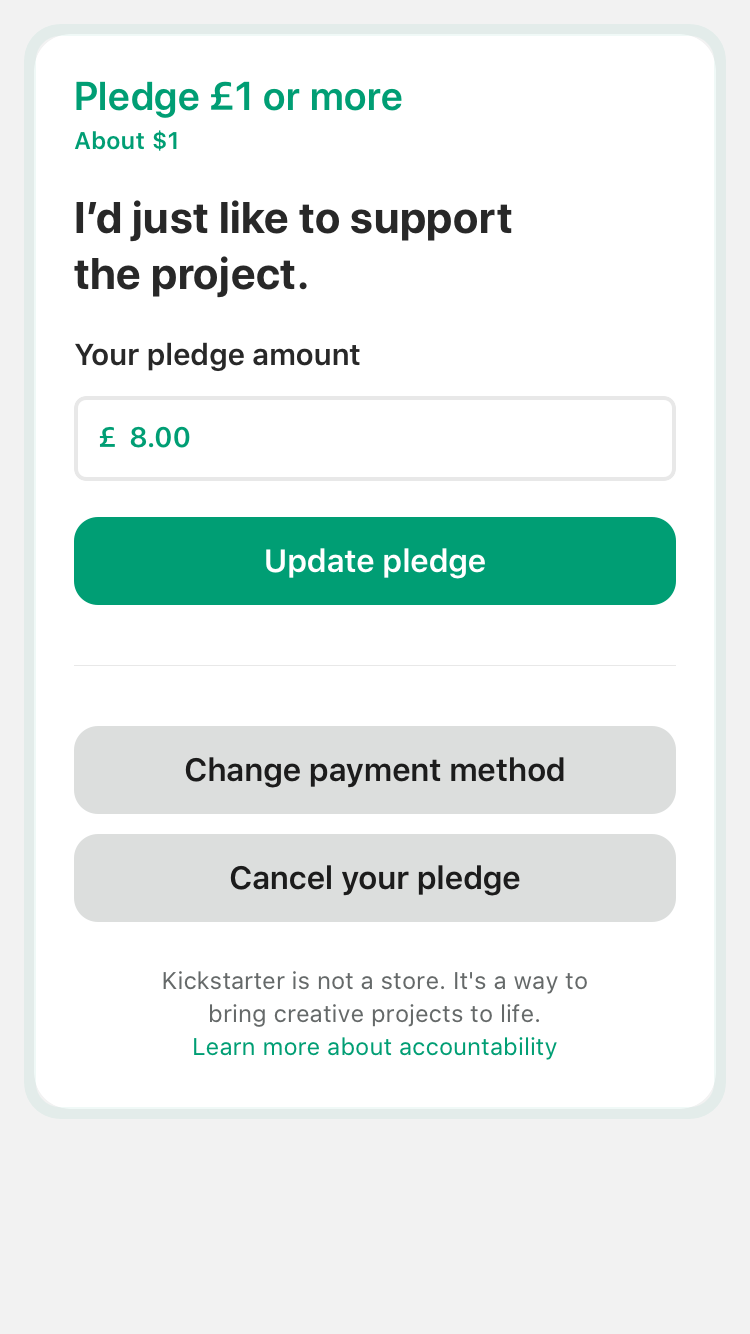 Pledge £1 or more
About $1
I’d just like to support
the project.
Your pledge amount
£ 8.00
Update pledge
Change payment method
Cancel your pledge
Kickstarter is not a store. It's a way to
bring creative projects to life.
Learn more about accountability